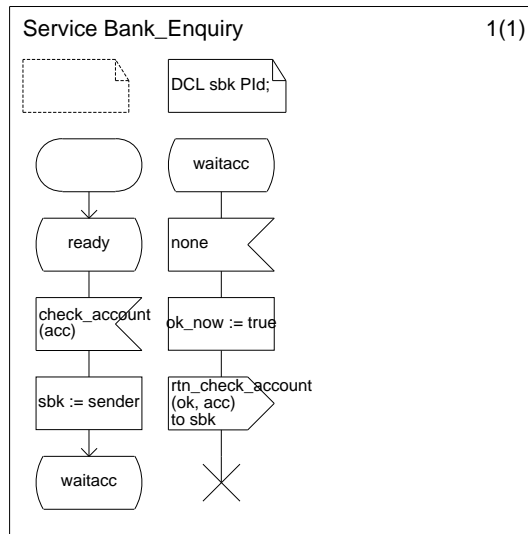 Service Bank_Enquiry
1(1)
DCL sbk PId;
waitacc
ready
none
check_account
(acc)
ok_now := true
sbk := sender
rtn_check_account
(ok, acc)
to sbk
waitacc